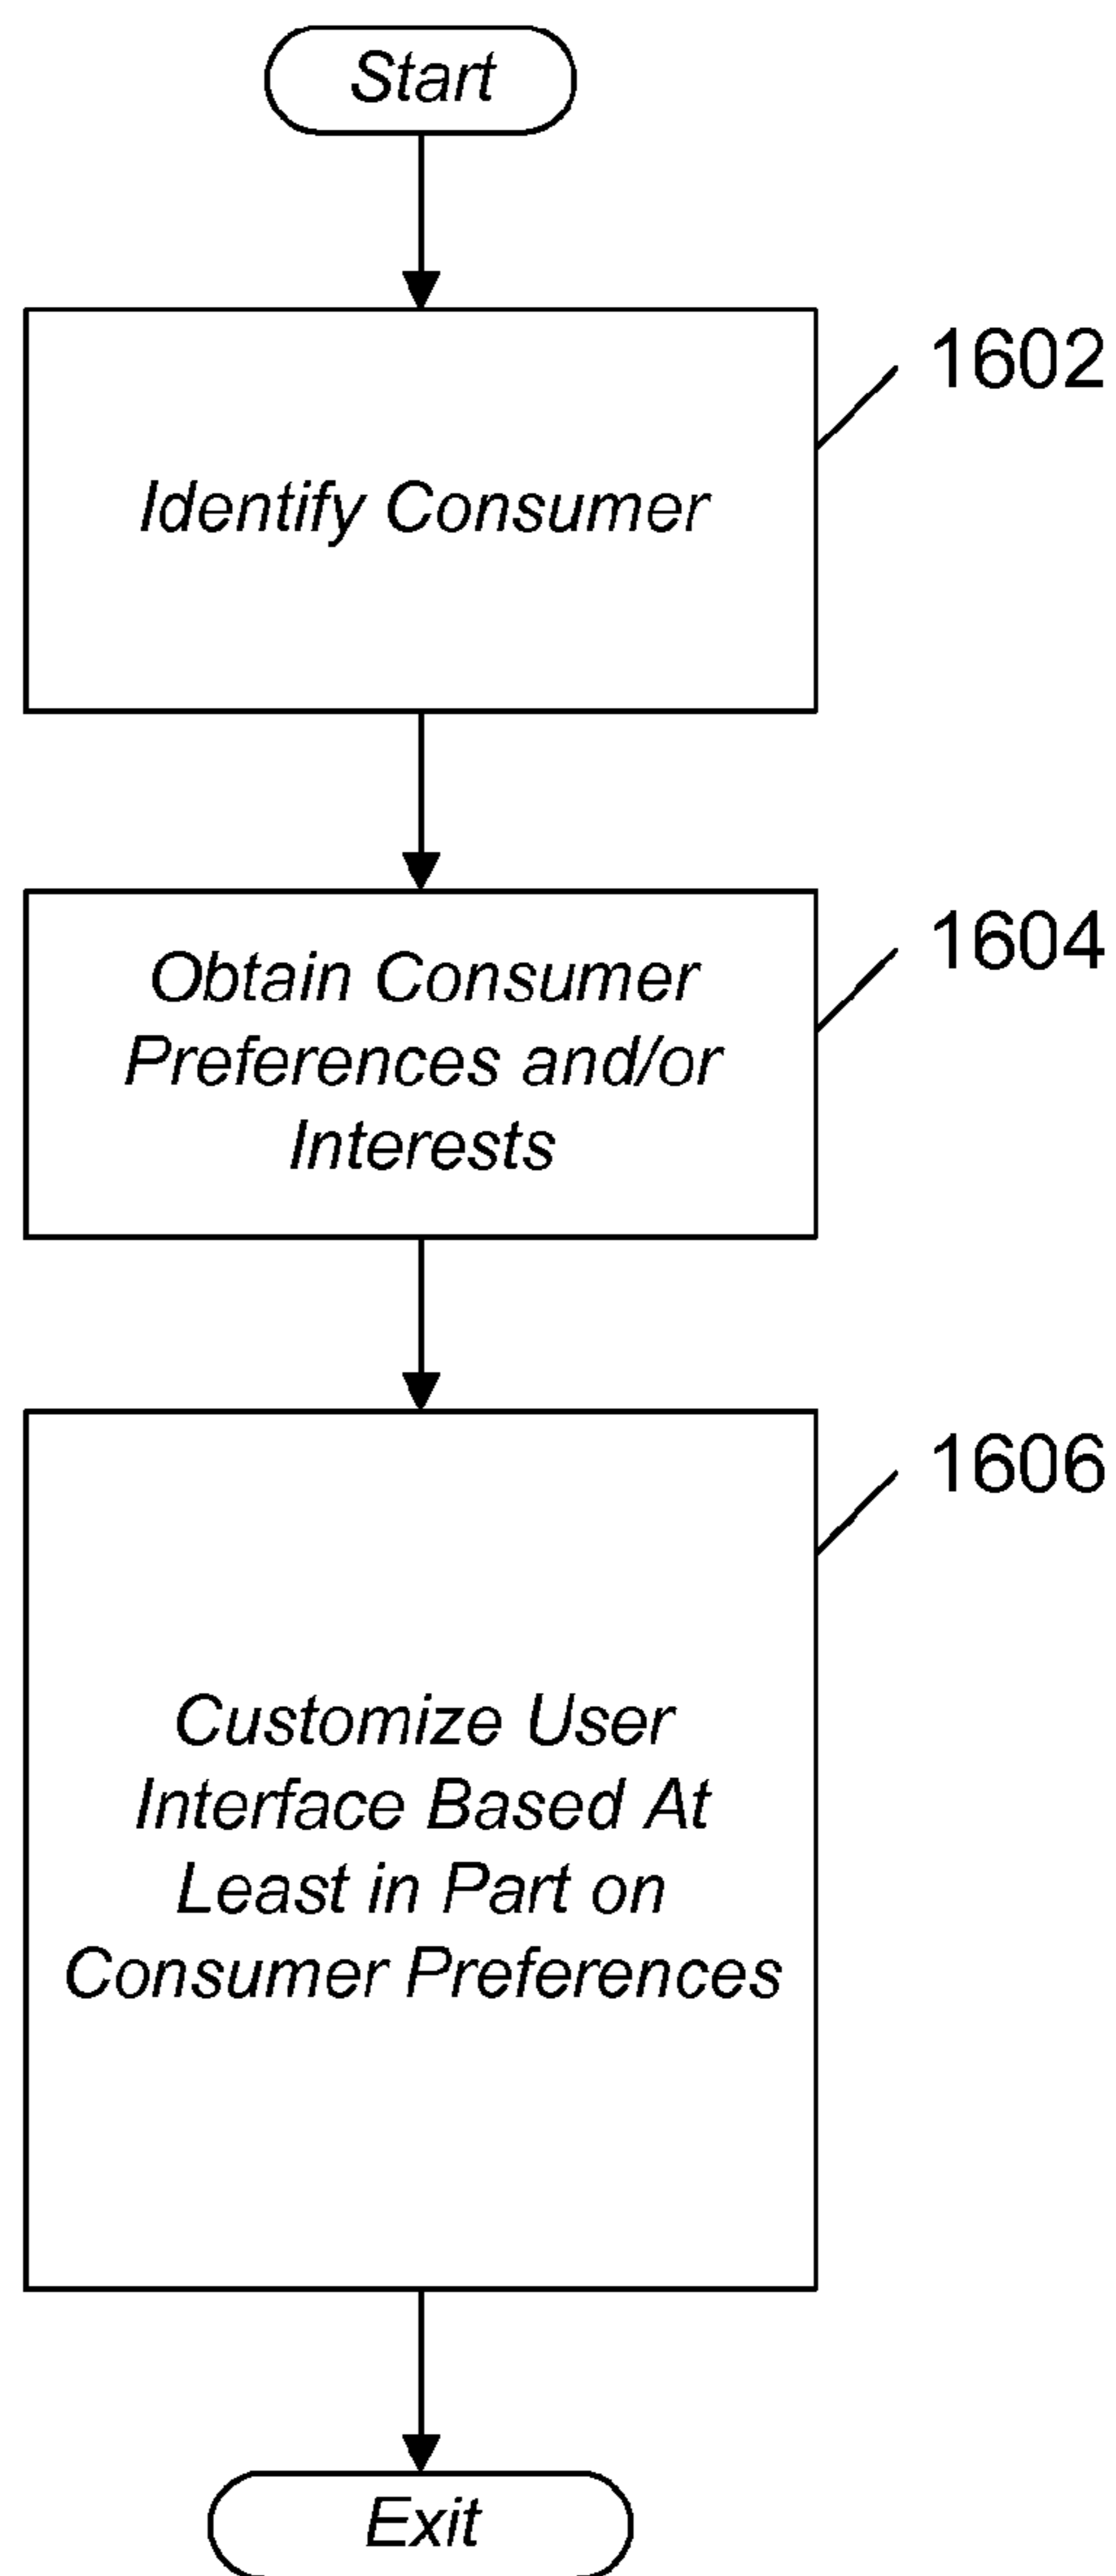 Start
1602
Identify Consumer
1604
Obtain Consumer
Preferences and/or
Interests
1606
Customize User
Interface Based At
Least in Part on
Consumer Preferences
Exit